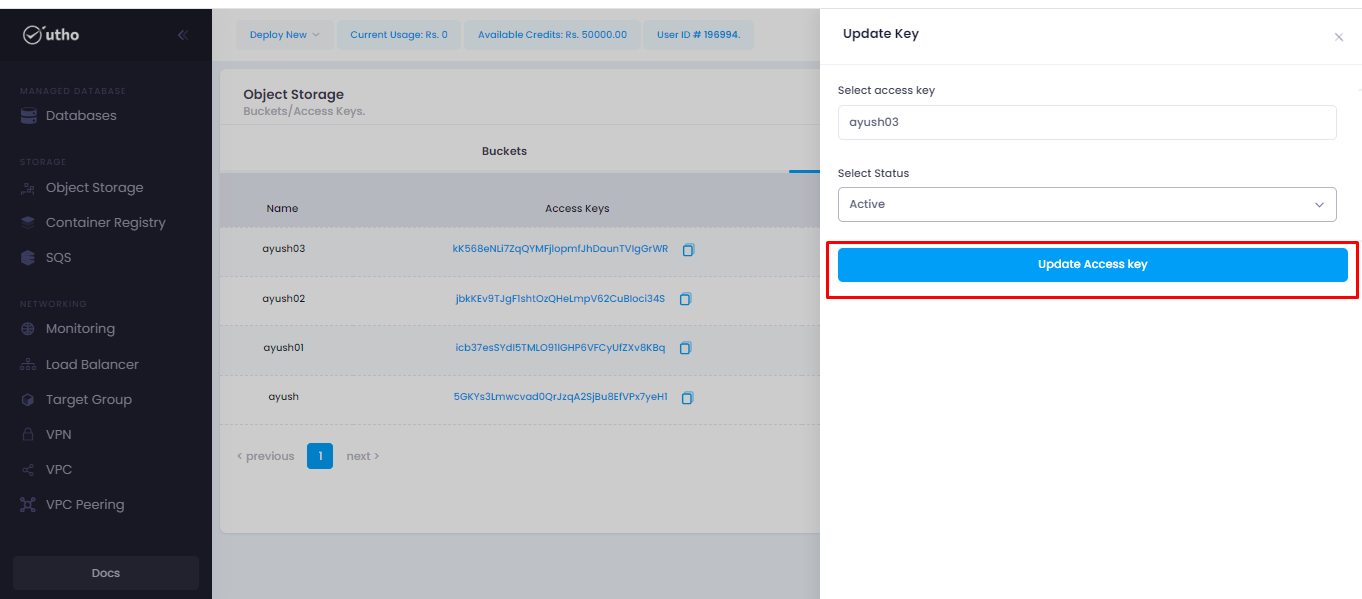 utho
Deploy New
Current Usage: Rs. 0
Available Credits: Rs. 50000.00
User ID # 196994.
MANAGED DATABASE
Databases
STORAGE
Object Storage
Container Registry
SQS
NETWORKING
Monitoring
Load Balancer
Target Group
VPN
VPC
VPC Peering
Docs
Object Storage
Buckets/Access Keys.
Buckets
Name Access Keys
ayush03 kK568eNLi7ZqQYMFjIopmfJhDaunTVIgGrWR
ayush02 jbkKEv9TJgF1shtOzQHeLmpV62CuBIoci34S
ayush01 icb37esSYdI5TMLO91lGHP6VFCyUfZXv8KBq
ayush 5GKYs3Lmwcvad0QrJzqA2SjBu8EfVPx7yeH1
< previous 1 next >
Update Key
Select access key
ayush03
Select Status
Active
Update Access key